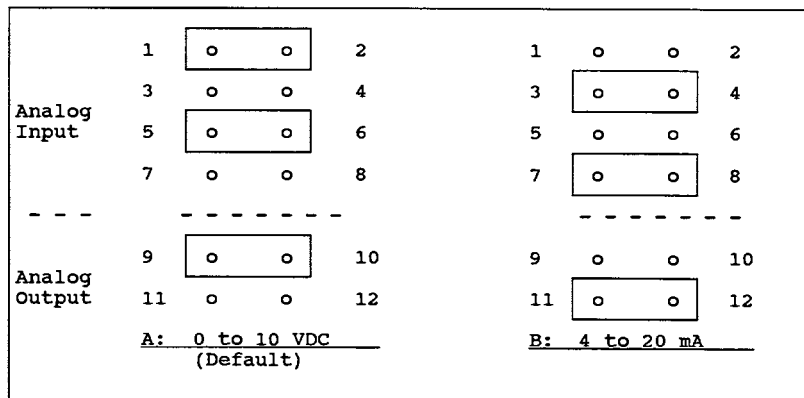 1 2 1 2
3 4 3 4
Analog
Input
5 6 5 6
7 8 7 8
9 10 9 10
Analog
Output
11 12 11 12
A: 0 to 10 VDC B: 4 to 20 mA
(Default)